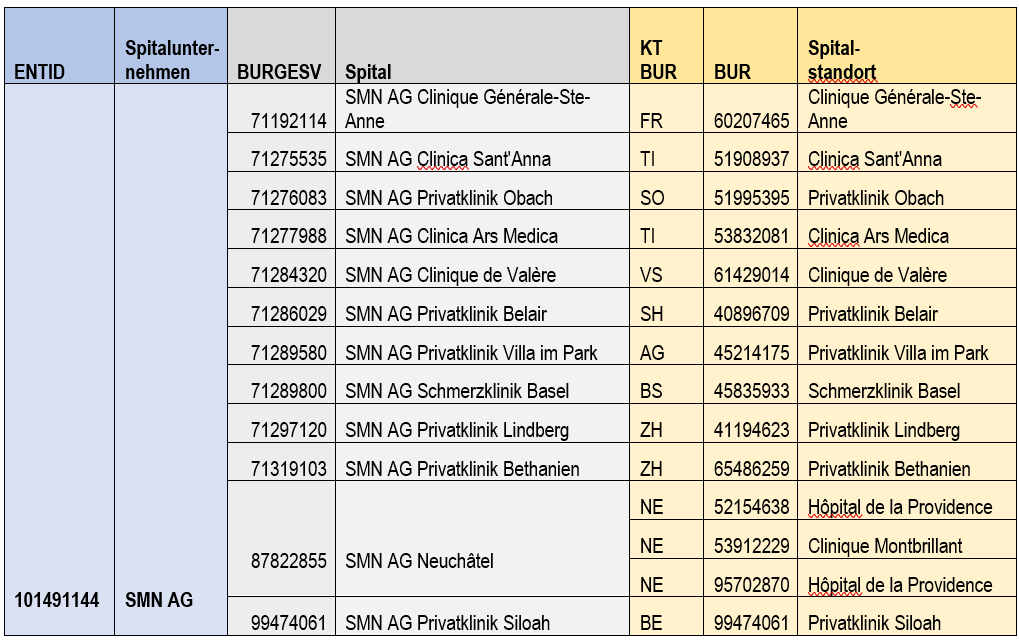 ENTID Spitalunter-
nehmen BURGESV Spital KT
BUR BUR Spital-
standort
71192114 SMN AG Clinique Générale-Ste-
Anne FR 60207465 Clinique Générale-Ste-
Anne
71275535 SMN AG Clinica Sant'Anna TI 51908937 Clinica Sant'Anna
71276083 SMN AG Privatklinik Obach SO 51995395 Privatklinik Obach
71277988 SMN AG Clinica Ars Medica TI 53832081 Clinica Ars Medica
71284320 SMN AG Clinique de Valère VS 61429014 Clinique de Valère
71286029 SMN AG Privatklinik Belair SH 40896709 Privatklinik Belair
71289580 SMN AG Privatklinik Villa im Park AG 45214175 Privatklinik Villa im Park
71289800 SMN AG Schmerzklinik Basel BS 45835933 Schmerzklinik Basel
71297120 SMN AG Privatklinik Lindberg ZH 41194623 Privatklinik Lindberg
71319103 SMN AG Privatklinik Bethanien ZH 65486259 Privatklinik Bethanien
NE 52154638 Hôpital de la Providence
87822855 SMN AG Neuchâtel NE 53912229 Clinique Montbrillant
NE 95702870 Hôpital de la Providence
101491144 SMN AG 99474061 SMN AG Privatklinik Siloah BE 99474061 Privatklinik Siloah